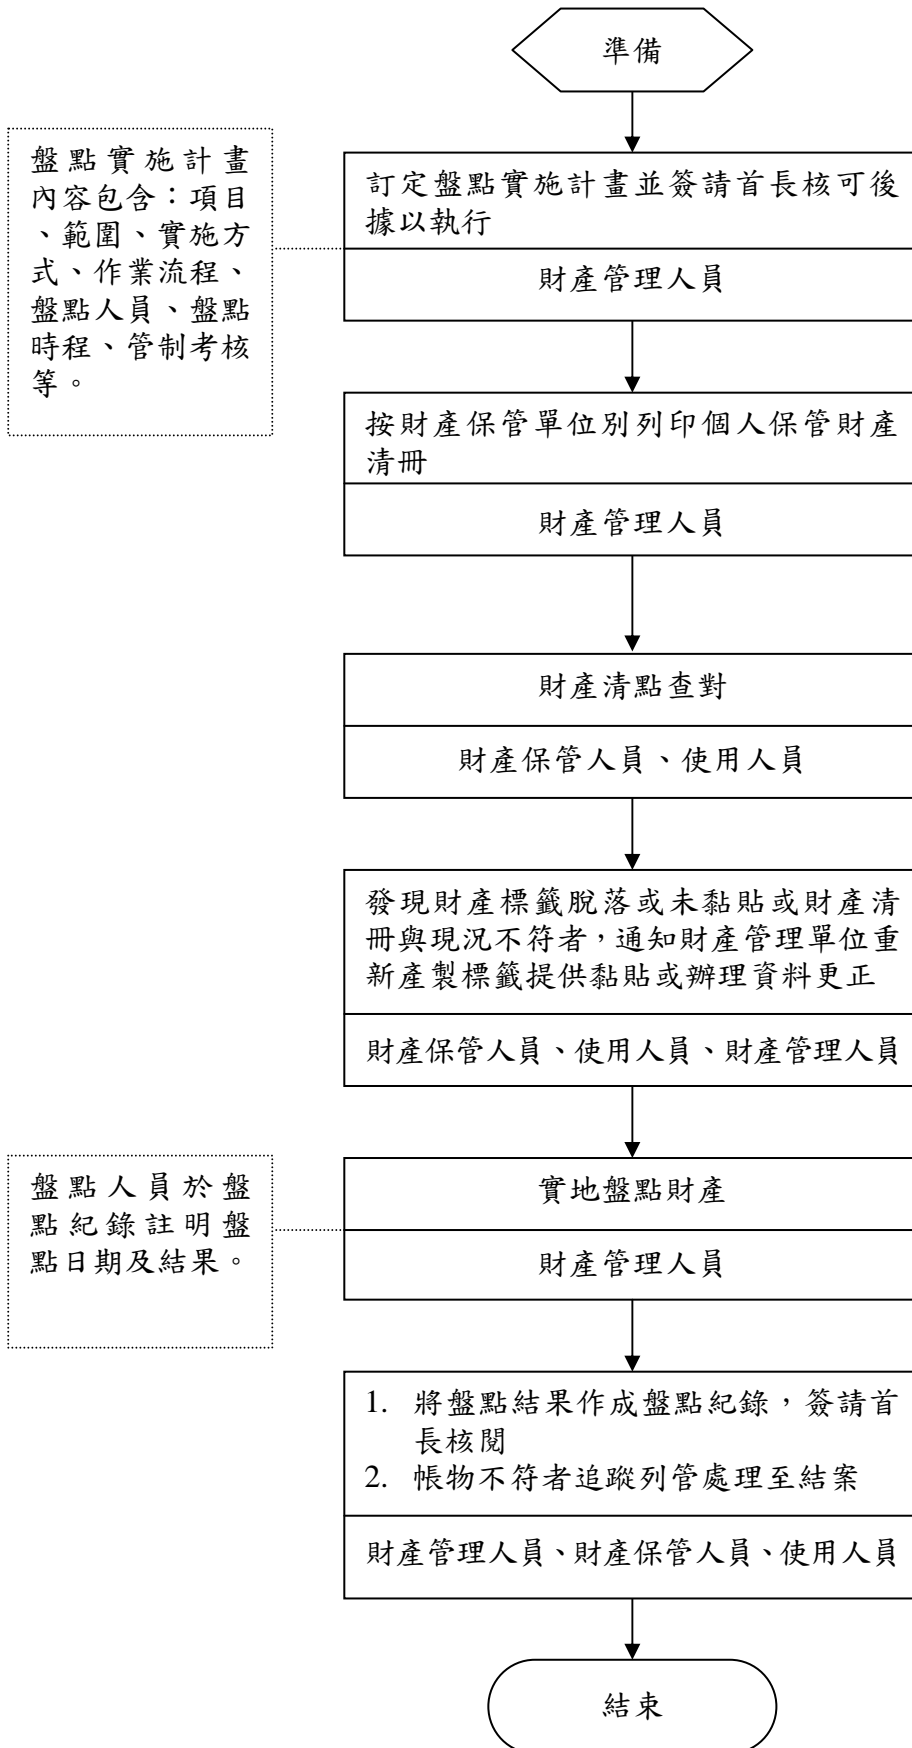 準備
盤點實施計畫
內容包含：項目
、範圍、實施方
式、作業流程、
盤點人員、盤點
時程、管制考核
等。
訂定盤點實施計畫並簽請首長核可後
據以執行
財產管理人員
按財產保管單位別列印個人保管財產
清冊
財產管理人員
財產清點查對
財產保管人員、使用人員
發現財產標籤脫落或未黏貼或財產清
冊與現況不符者，通知財產管理單位重
新產製標籤提供黏貼或辦理資料更正
財產保管人員、使用人員、財產管理人員
盤點人員於盤
點紀錄註明盤
點日期及結果。
實地盤點財產
財產管理人員
1. 將盤點結果作成盤點紀錄，簽請首
長核閱
2. 帳物不符者追蹤列管處理至結案
財產管理人員、財產保管人員、使用人員
結束